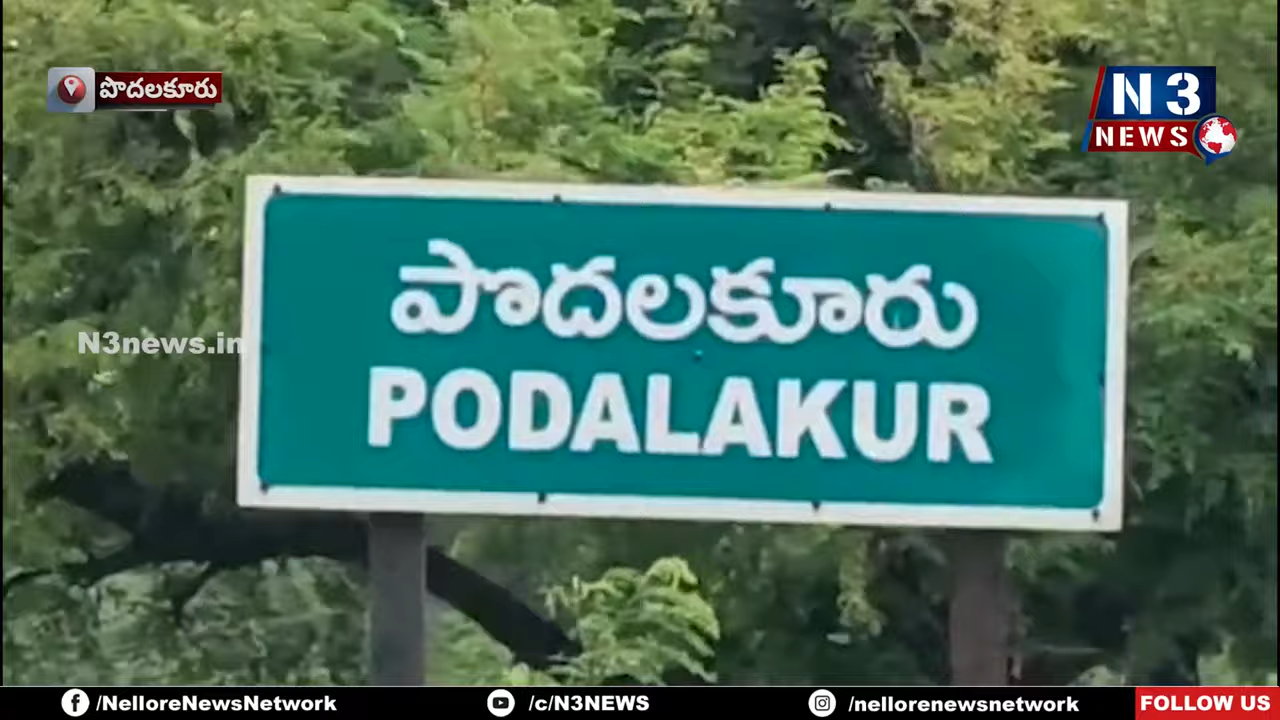 పొదలకూరు
N3
NEWS
పొదలకూరు
N3news.in
PODALAKUR
/NelloreNewsNetwork
/c/N3NEWS
/nellorenewsnetwork
FOLLOW US